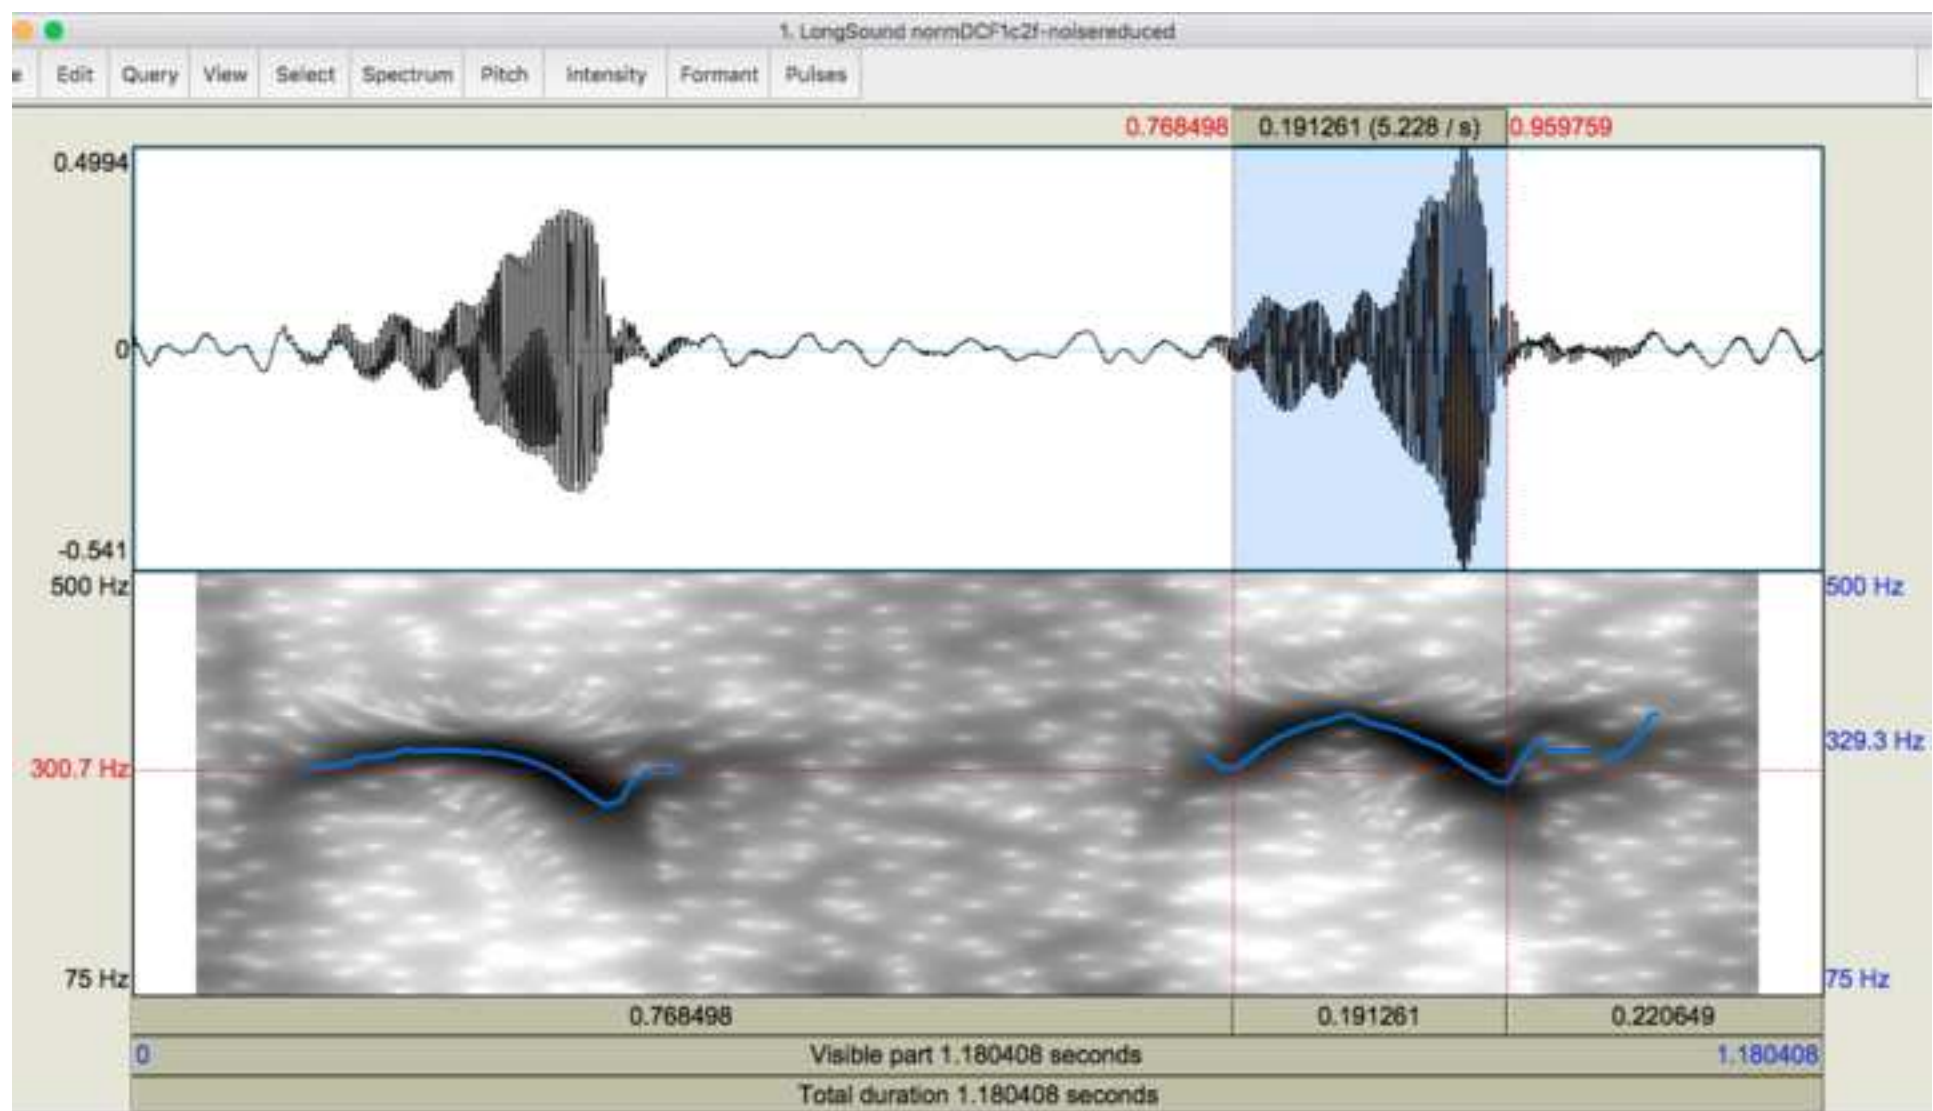 1. LongSound normDCF1c2f-noisereduced
e Edit Query View Select Spectrum Pitch Intensity Formant Pulses
0.768498 0.191261 (5.228 / s) 0.959759
0.4994
0
-0.541
500 Hz 500 Hz
329.3 Hz
300.7 Hz
75 Hz 75 Hz
0.768498 0.191261 0.220649
0 Visible part 1.180408 seconds 1.180408
Total duration 1.180408 seconds